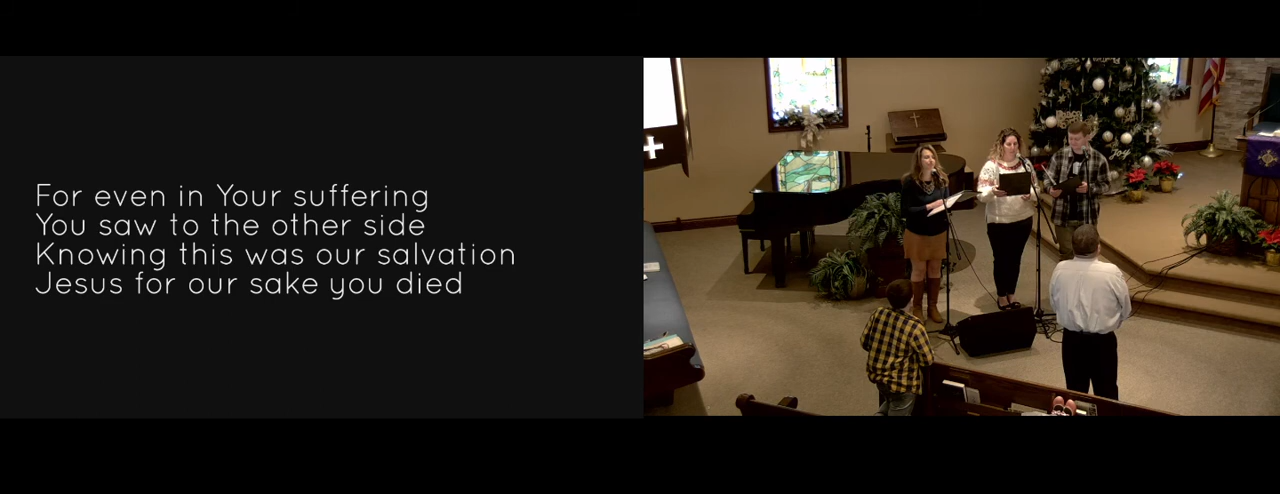 For even in Your suffering
You saw to the other side
Knowing this was our salvation
Jesus for our sake you died
Joy